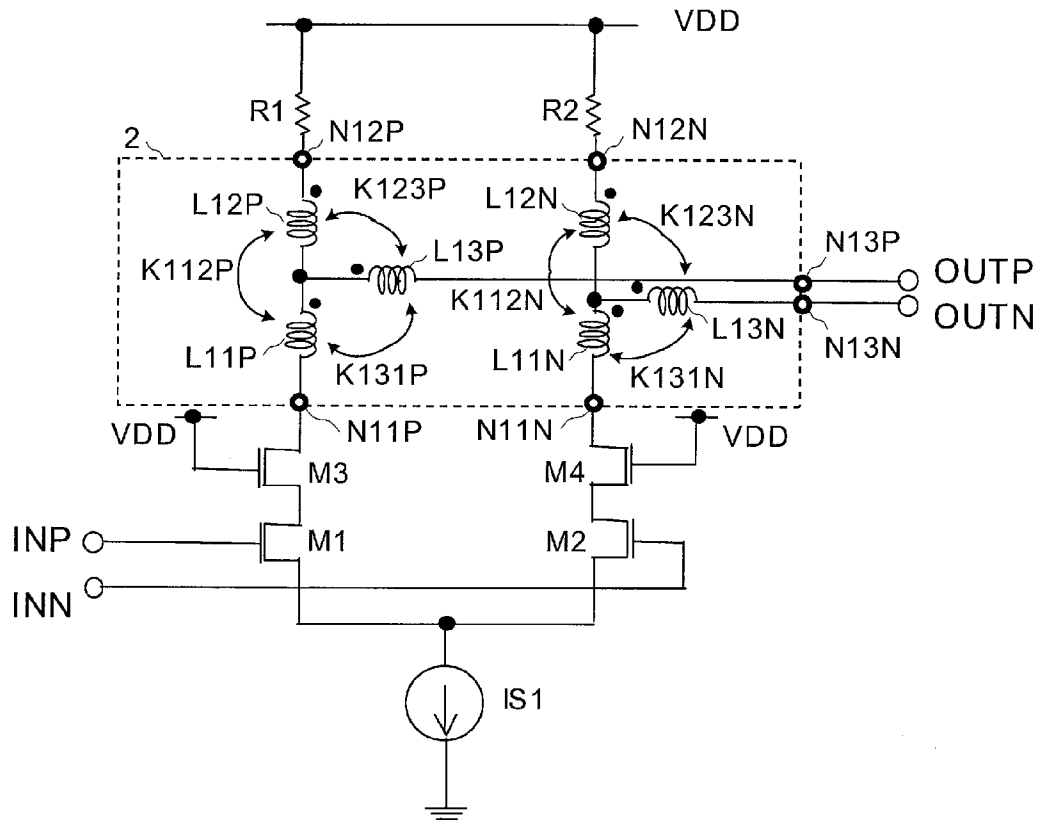 VDD
R1
R2
2
N12P
N12N
L12P
K123P
L12N
K123N
L13P
N13P
K112P
K112N
OUTP
OUTN
L11P
K131P
L11N
L13N
K131N
N13N
VDD
N11P
N11N
VDD
M3
M4
INP
M1
M2
INN
IS1